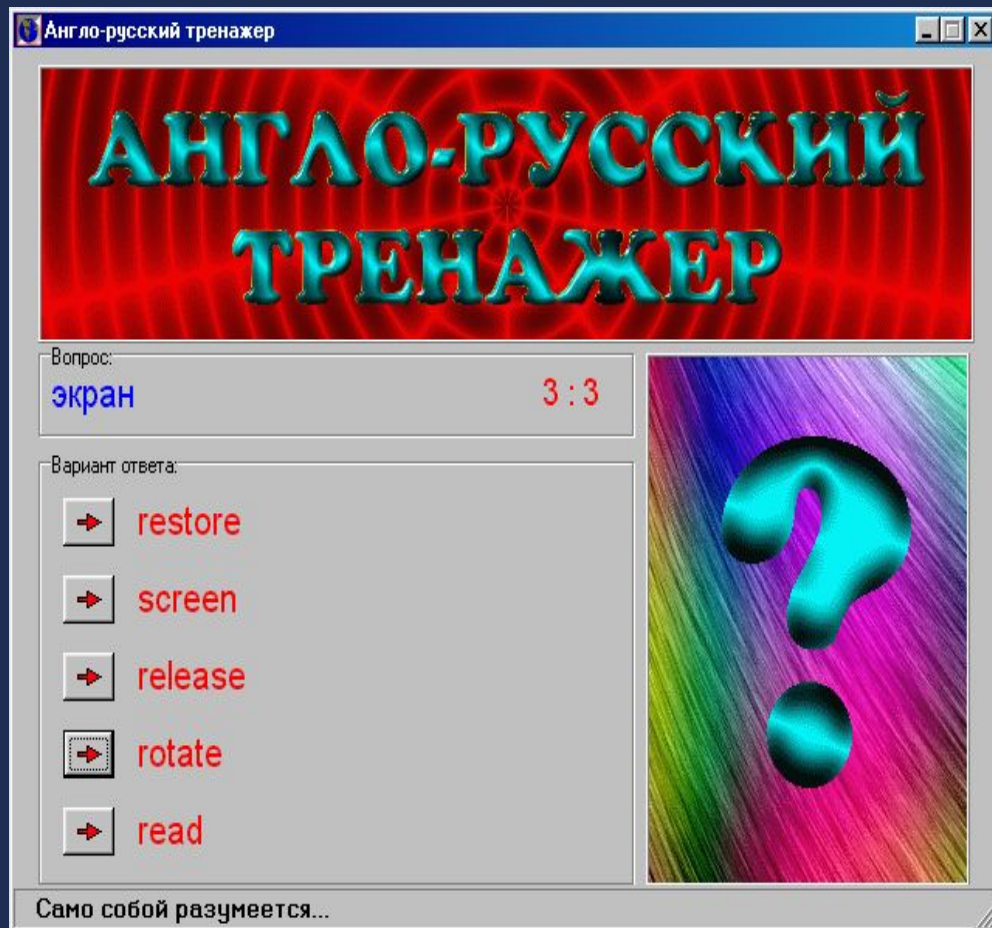 Англо-русский тренажер
АНГЛО-РУССКИЙ
ТРЕНАЖЕР
Вопрос:
экран 3 : 3
Вариант ответа:
restore
screen
release
rotate
read
?
Само собой разумеется...